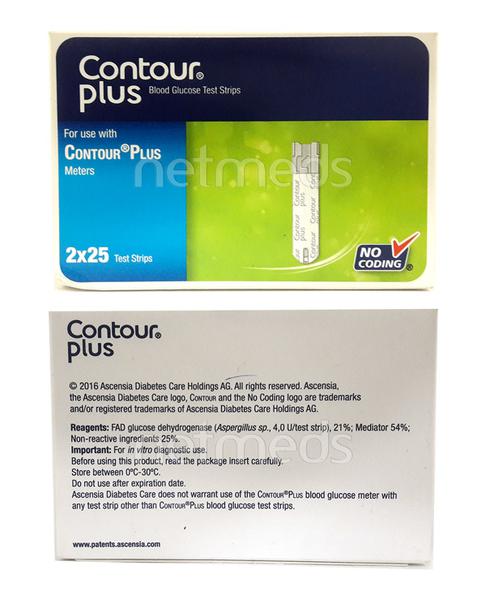 Contour®
plus Blood Glucose Test Strips
For use with
CONTOUR®PLUS
Meters
2x25 Test Strips
Contour
plus
NO
CODING®
netmeds
Contour®
plus
© 2016 Ascensia Diabetes Care Holdings AG. All rights reserved. Ascensia,
the Ascensia Diabetes Care logo, CONTOUR and the No Coding logo are trademarks
and/or registered trademarks of Ascensia Diabetes Care Holdings AG.
Reagents: FAD glucose dehydrogenase (Aspergillus sp., 4,0 U/test strip), 21%; Mediator 54%;
Non-reactive ingredients 25%.
Important: For in vitro diagnostic use.
Before using this product, read the package insert carefully.
Store between 0ºC-30ºC.
Do not use after expiration date.
Ascensia Diabetes Care does not warrant use of the CONTOUR®PLUS blood glucose meter with
any test strip other than CONTOUR®PLUS blood glucose test strips.
netmeds
www.patents.ascensia.com